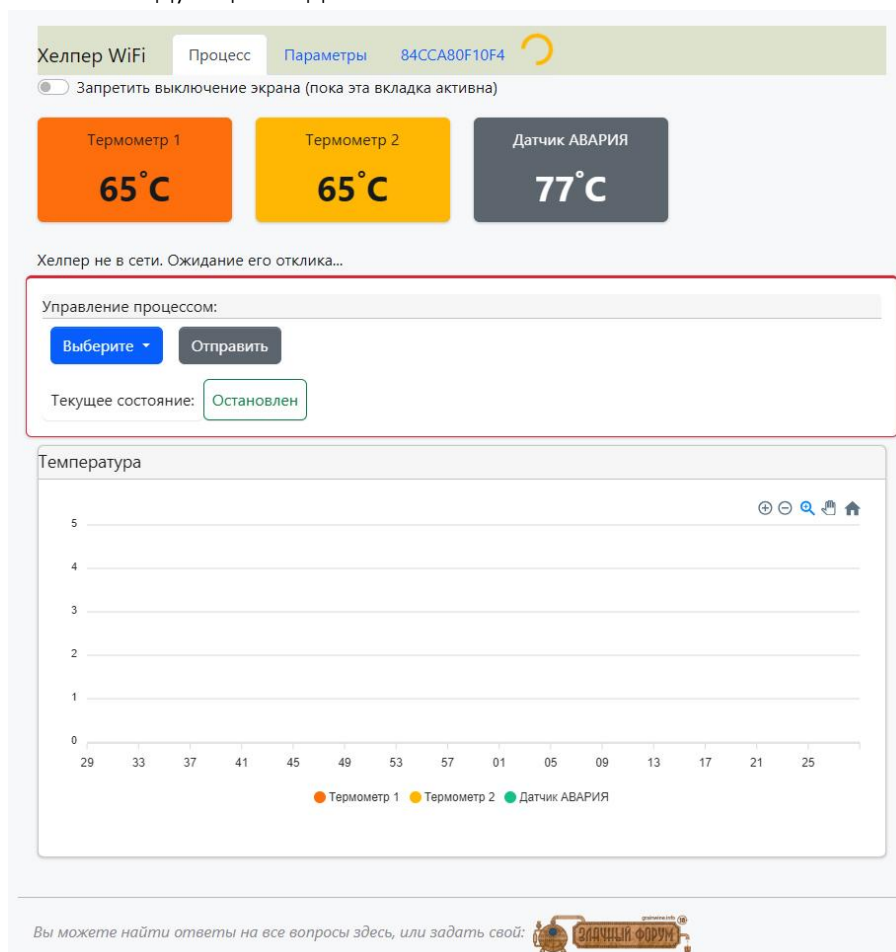 Хелпер WiFi Процесс Параметры 84CCA80F10F4
Запретить выключение экрана (пока эта вкладка активна)
Термометр 1 Термометр 2 Датчик АВАРИЯ
65°C 65°C 77°C
Хелпер не в сети. Ожидание его отклика...
Управление процессом:
Выберите Отправить
Текущее состояние: Остановлен
Температура
5
4
3
2
1
0
29 33 37 41 45 49 53 57 01 05 09 13 17 21 25
Термометр 1 Термометр 2 Датчик АВАРИЯ
Вы можете найти ответы на все вопросы здесь, или задать свой: ЗЛАЧНЫЙ ФОРУМ